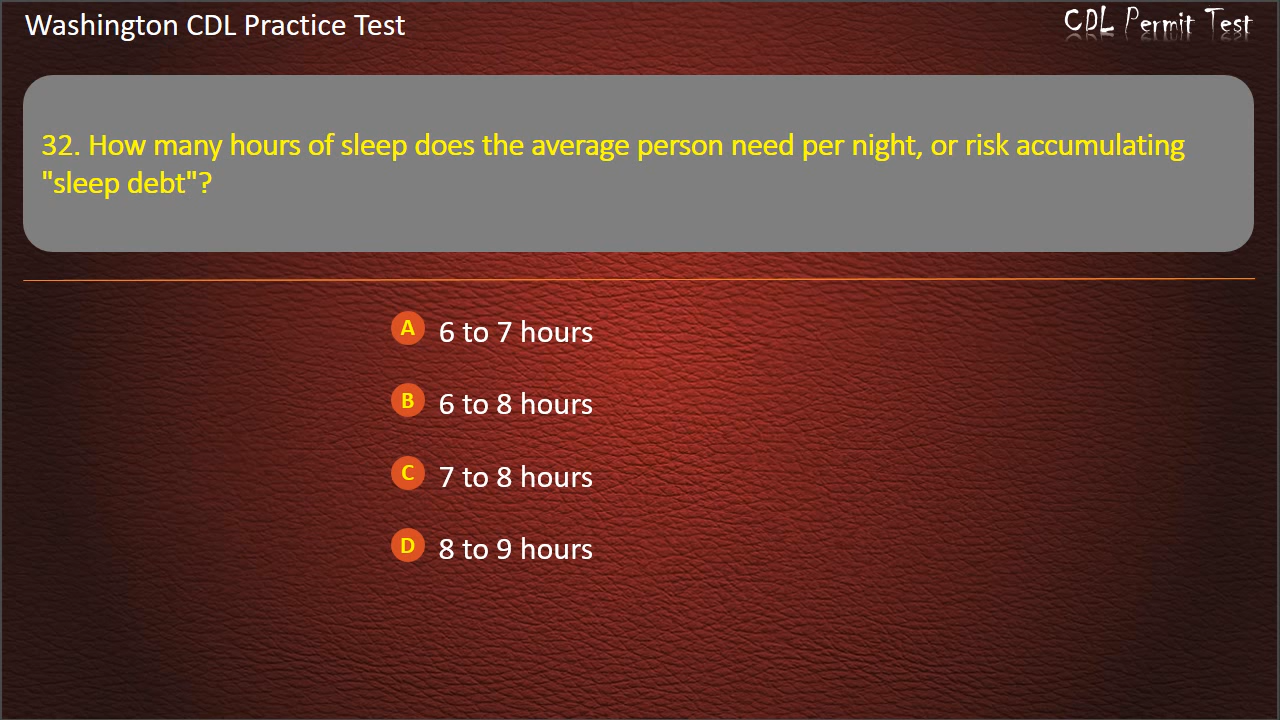 Washington CDL Practice Test
CDL Permit Test
32. How many hours of sleep does the average person need per night, or risk accumulating
"sleep debt"?
A 6 to 7 hours
B 6 to 8 hours
C 7 to 8 hours
D 8 to 9 hours